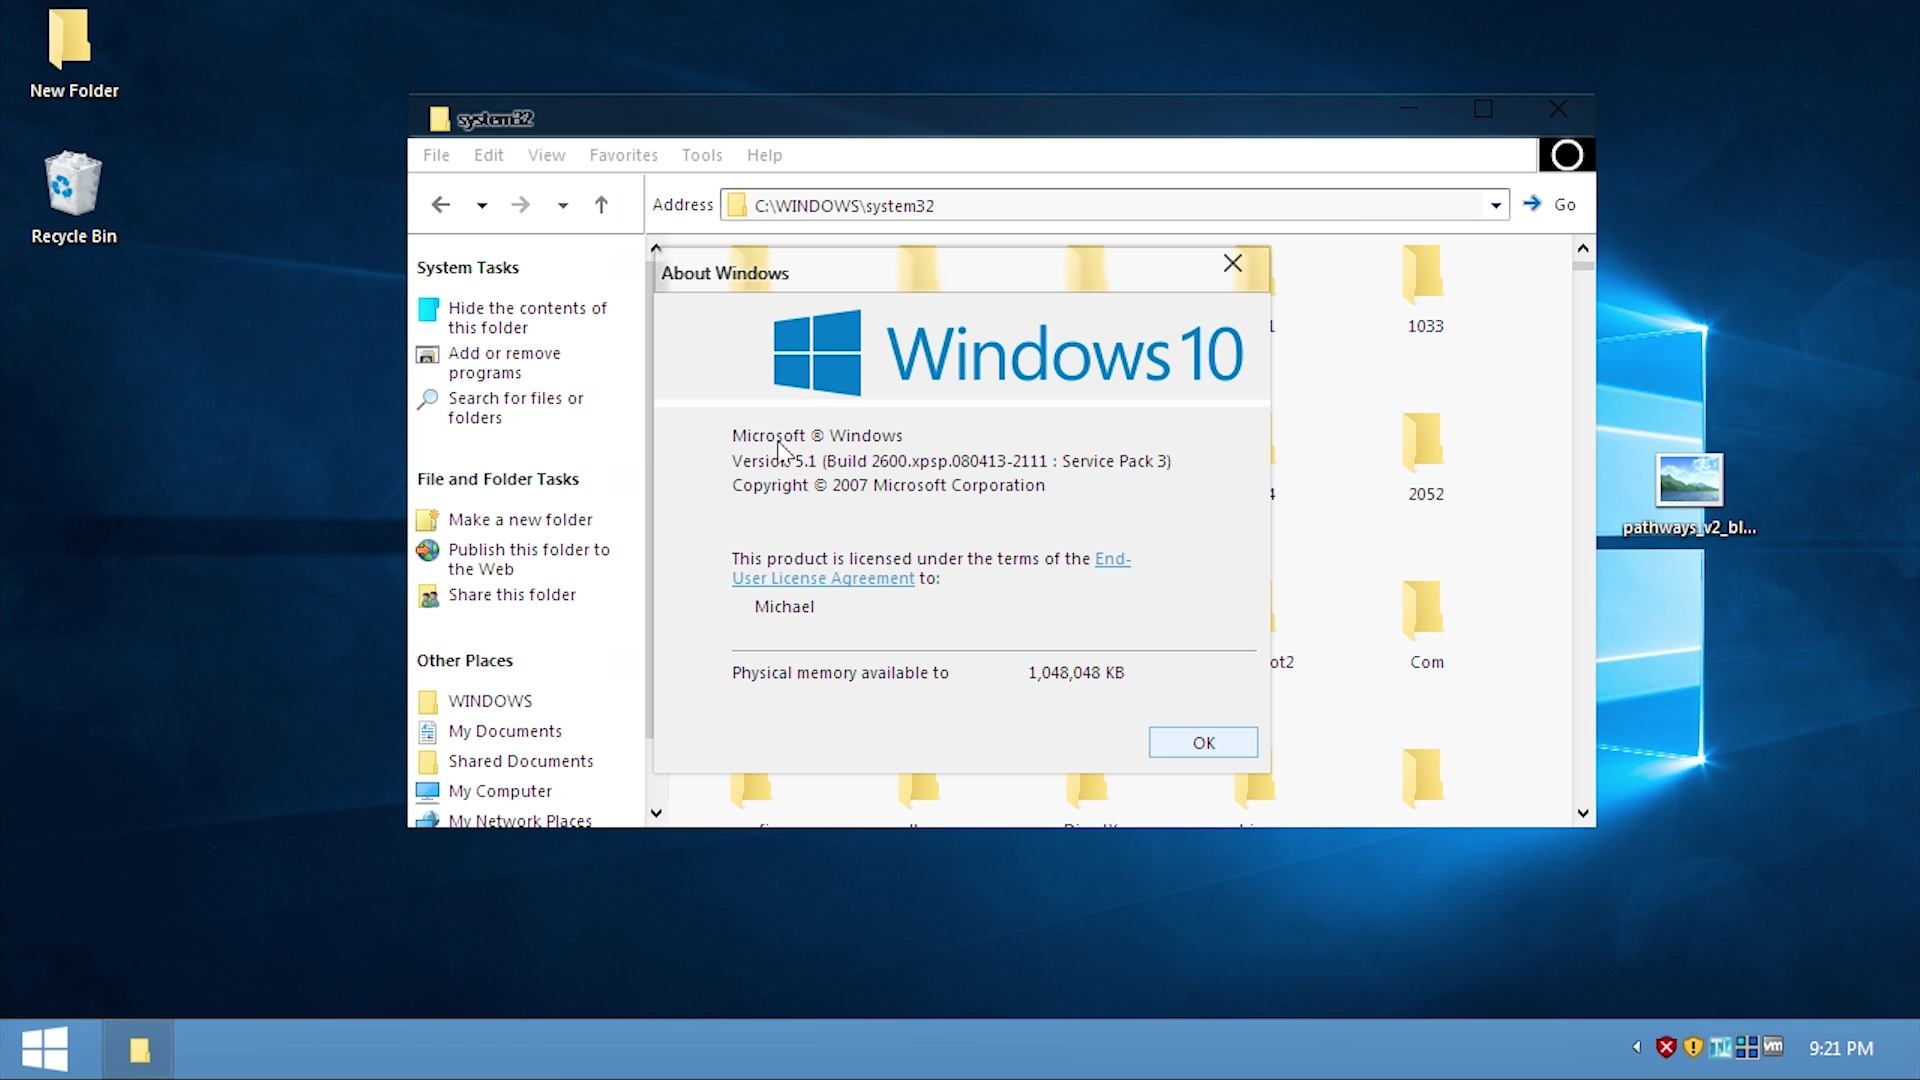 New Folder
Recycle Bin
system32
File Edit View Favorites Tools Help
Address C:\WINDOWS\system32 Go
System Tasks
Hide the contents of
this folder
Add or remove
programs
Search for files or
folders
File and Folder Tasks
Make a new folder
Publish this folder to
the Web
Share this folder
Other Places
WINDOWS
My Documents
Shared Documents
My Computer
My Network Places
About Windows
Windows 10
Microsoft ® Windows
Version 5.1 (Build 2600.xpsp.080413-2111 : Service Pack 3)
Copyright © 2007 Microsoft Corporation
This product is licensed under the terms of the End-
User License Agreement to:
Michael
Physical memory available to 1,048,048 KB
OK
1033
2052
ot2
Com
pathways_v2_bl...
vm
9:21 PM